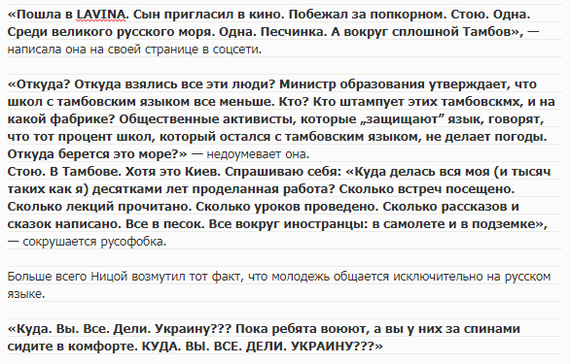 «Пошла в LAVINA. Сын пригласил в кино. Побежал за попкорном. Стою. Одна.
Среди великого русского моря. Одна. Песчинка. А вокруг сплошной Тамбов», —
написала она на своей странице в соцсети.
«Откуда? Откуда взялись все эти люди? Министр образования утверждает, что
школ с тамбовским языком все меньше. Кто? Кто штампует этих тамбовскмх, и на
какой фабрике? Общественные активисты, которые „защищают” язык, говорят,
что тот процент школ, который остался с тамбовским языком, не делает погоды.
Откуда берется это море?» — недоумевает она.
Стою. В Тамбове. Хотя это Киев. Спрашиваю себя: «Куда делась вся моя (и тысяч
таких как я) десятками лет проделанная работа? Сколько встреч посещено.
Сколько лекций прочитано. Сколько уроков проведено. Сколько рассказов и
сказок написано. Все в песок. Все вокруг иностранцы: в самолете и в подземке»,
— сокрушается русофобка.
Больше всего Ницой возмутил тот факт, что молодежь общается исключительно на русском
языке.
«Куда. Вы. Все. Дели. Украину??? Пока ребята воюют, а вы у них за спинами
сидите в комфорте. КУДА. ВЫ. ВСЕ. ДЕЛИ. УКРАИНУ???»